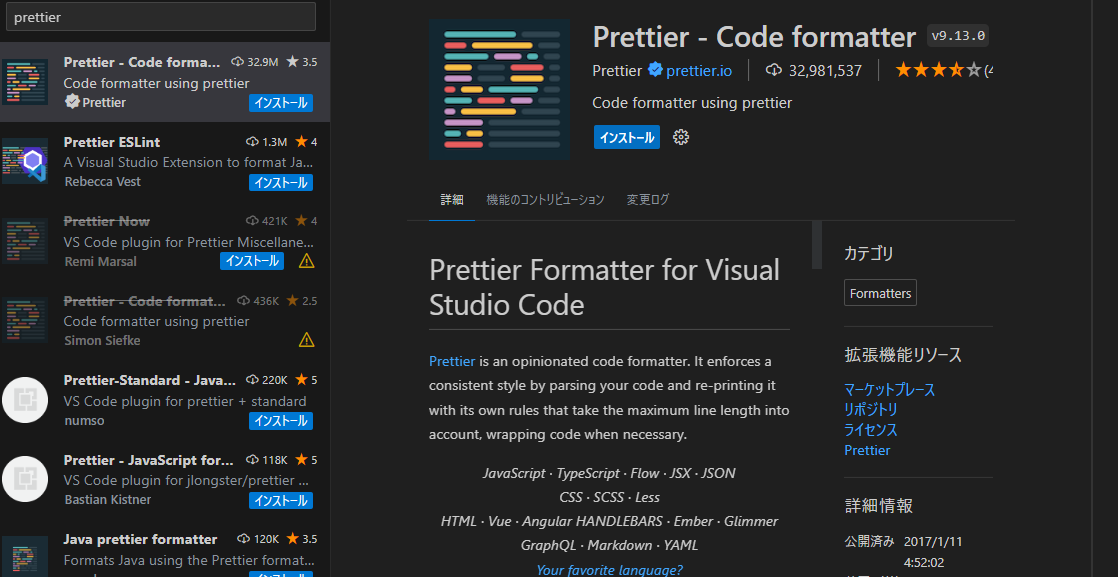 prettier
Prettier - Code forma... 32.9M 3.5
Code formatter using prettier
Prettier インストール
Prettier ESLint 1.3M 4
A Visual Studio Extension to format Ja...
Rebecca Vest インストール
Prettier Now 421K 4
VS Code plugin for Prettier Miscellane...
Remi Marsal インストール
Prettier - Code format... 436K 2.5
Code formatter using prettier
Simon Siefke
Prettier-Standard - Java... 220K 5
VS Code plugin for prettier + standard
numso インストール
Prettier - JavaScript for... 118K 5
VS Code plugin for jlongster/prettier ...
Bastian Kistner インストール
Java prettier formatter 120K 3.5
Formats Java using the Prettier format...
Prettier - Code formatter v9.13.0
Prettier prettier.io 32,981,537 (4
Code formatter using prettier
インストール
詳細 機能のコントリビューション 変更ログ
Prettier Formatter for Visual
Studio Code
Prettier is an opinionated code formatter. It enforces a
consistent style by parsing your code and re-printing it
with its own rules that take the maximum line length into
account, wrapping code when necessary.
JavaScript · TypeScript · Flow · JSX · JSON
CSS · SCSS · Less
HTML · Vue · Angular HANDLEBARS · Ember · Glimmer
GraphQL · Markdown · YAML
Your favorite language?
カテゴリ
Formatters
拡張機能リソース
マーケットプレース
リポジトリ
ライセンス
Prettier
詳細情報
公開済み 2017/1/11
4:52:02